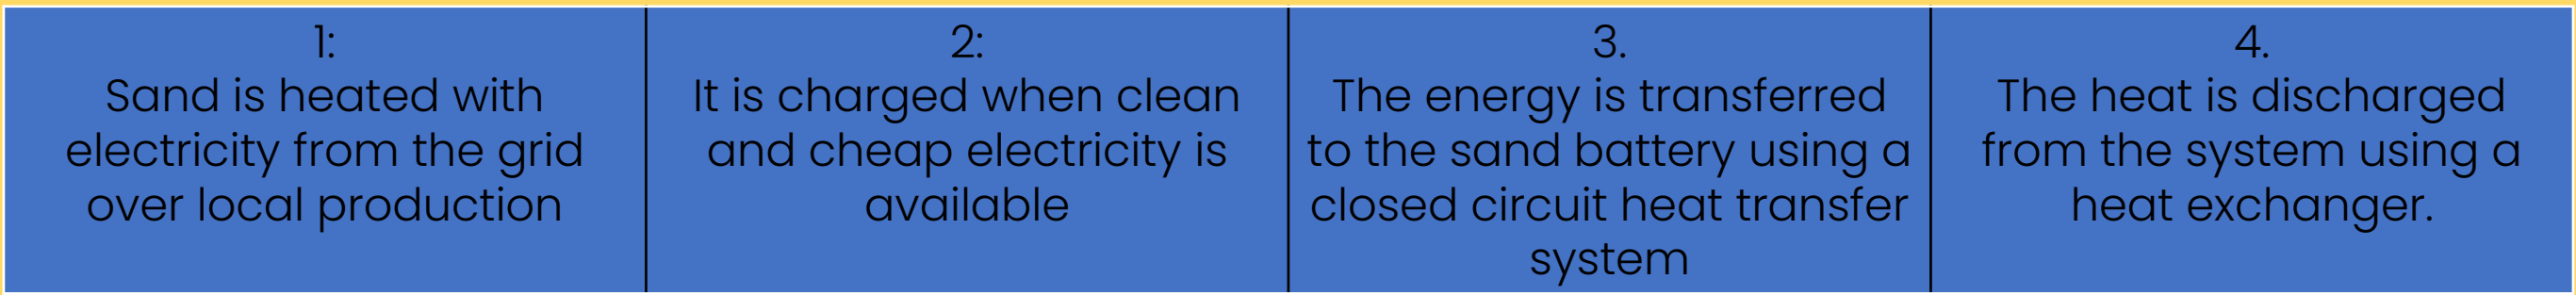 1:
Sand is heated with
electricity from the grid
over local production
2:
It is charged when clean
and cheap electricity is
available
3.
The energy is transferred
to the sand battery using a
closed circuit heat transfer
system
4.
The heat is discharged
from the system using a
heat exchanger.